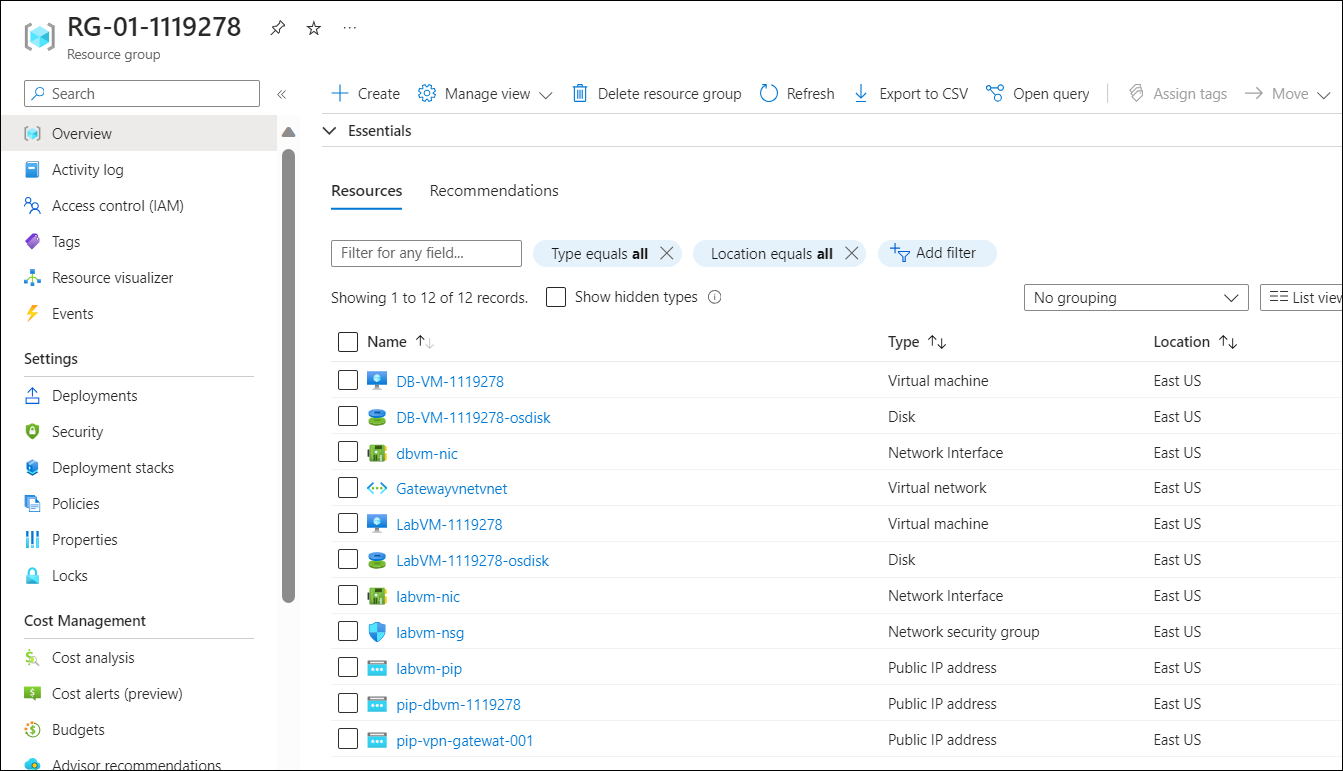 RG-01-1119278
Resource group
Search
Create Manage view Delete resource group Refresh Export to CSV Open query Assign tags Move
Overview
Activity log
Access control (IAM)
Tags
Resource visualizer
Events
Settings
Deployments
Security
Deployment stacks
Policies
Properties
Locks
Cost Management
Cost analysis
Cost alerts (preview)
Budgets
Advisor recommendations
Essentials
Resources Recommendations
Filter for any field... Type equals all Location equals all Add filter
Showing 1 to 12 of 12 records. Show hidden types No grouping List view
Name Type Location
DB-VM-1119278 Virtual machine East US
DB-VM-1119278-osdisk Disk East US
dbvm-nic Network Interface East US
Gatewayvnetvnet Virtual network East US
LabVM-1119278 Virtual machine East US
LabVM-1119278-osdisk Disk East US
labvm-nic Network Interface East US
labvm-nsg Network security group East US
labvm-pip Public IP address East US
pip-dbvm-1119278 Public IP address East US
pip-vpn-gatewat-001 Public IP address East US